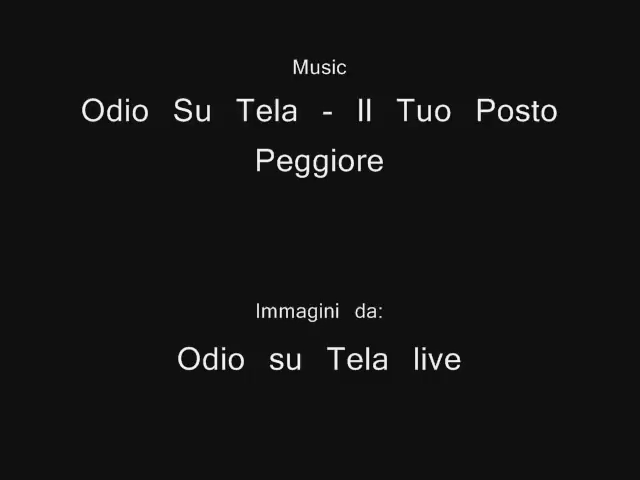 Music
Odio Su Tela - Il Tuo Posto
Peggiore
Immagini da:
Odio su Tela live